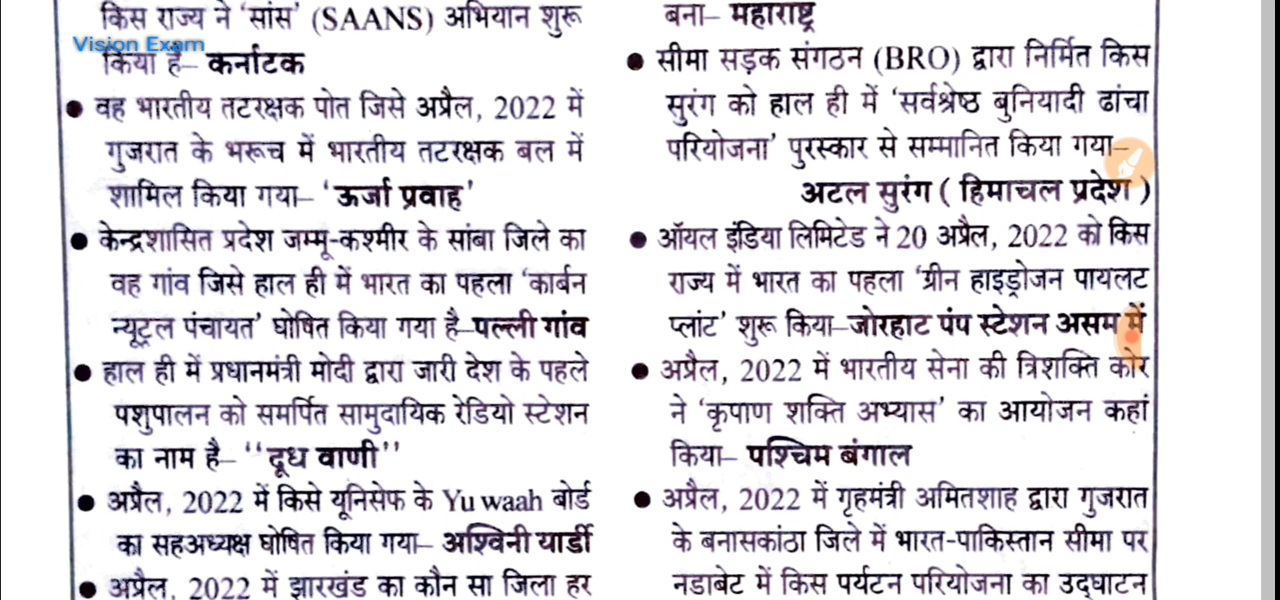 किस राज्य ने ‘सांस’ (SAANS) अभियान शुरू
Vision Exam
किया है– कर्नाटक
● वह भारतीय तटरक्षक पोत जिसे अप्रैल, 2022 में
गुजरात के भरूच में भारतीय तटरक्षक बल में
शामिल किया गया– ‘ऊर्जा प्रवाह’
● केन्द्रशासित प्रदेश जम्मू-कश्मीर के सांबा जिले का
वह गांव जिसे हाल ही में भारत का पहला ‘कार्बन
न्यूट्रल पंचायत’ घोषित किया गया है–पल्ली गांव
● हाल ही में प्रधानमंत्री मोदी द्वारा जारी देश के पहले
पशुपालन को समर्पित सामुदायिक रेडियो स्टेशन
का नाम है– ‘‘दूध वाणी’’
● अप्रैल, 2022 में किसे यूनिसेफ के Yu waah बोर्ड
का सहअध्यक्ष घोषित किया गया– अश्विनी यार्डी
● अप्रैल, 2022 में झारखंड का कौन सा जिला हर
बना– महाराष्ट्र
● सीमा सड़क संगठन (BRO) द्वारा निर्मित किस
सुरंग को हाल ही में ‘सर्वश्रेष्ठ बुनियादी ढांचा
परियोजना’ पुरस्कार से सम्मानित किया गया–
अटल सुरंग ( हिमाचल प्रदेश )
● ऑयल इंडिया लिमिटेड ने 20 अप्रैल, 2022 को किस
राज्य में भारत का पहला ‘ग्रीन हाइड्रोजन पायलट
प्लांट’ शुरू किया–जोरहाट पंप स्टेशन असम में
● अप्रैल, 2022 में भारतीय सेना की त्रिशक्ति कोर
ने ‘कृपाण शक्ति अभ्यास’ का आयोजन कहां
किया– पश्चिम बंगाल
● अप्रैल, 2022 में गृहमंत्री अमितशाह द्वारा गुजरात
के बनासकांठा जिले में भारत-पाकिस्तान सीमा पर
नडाबेट में किस पर्यटन परियोजना का उद्घाटन